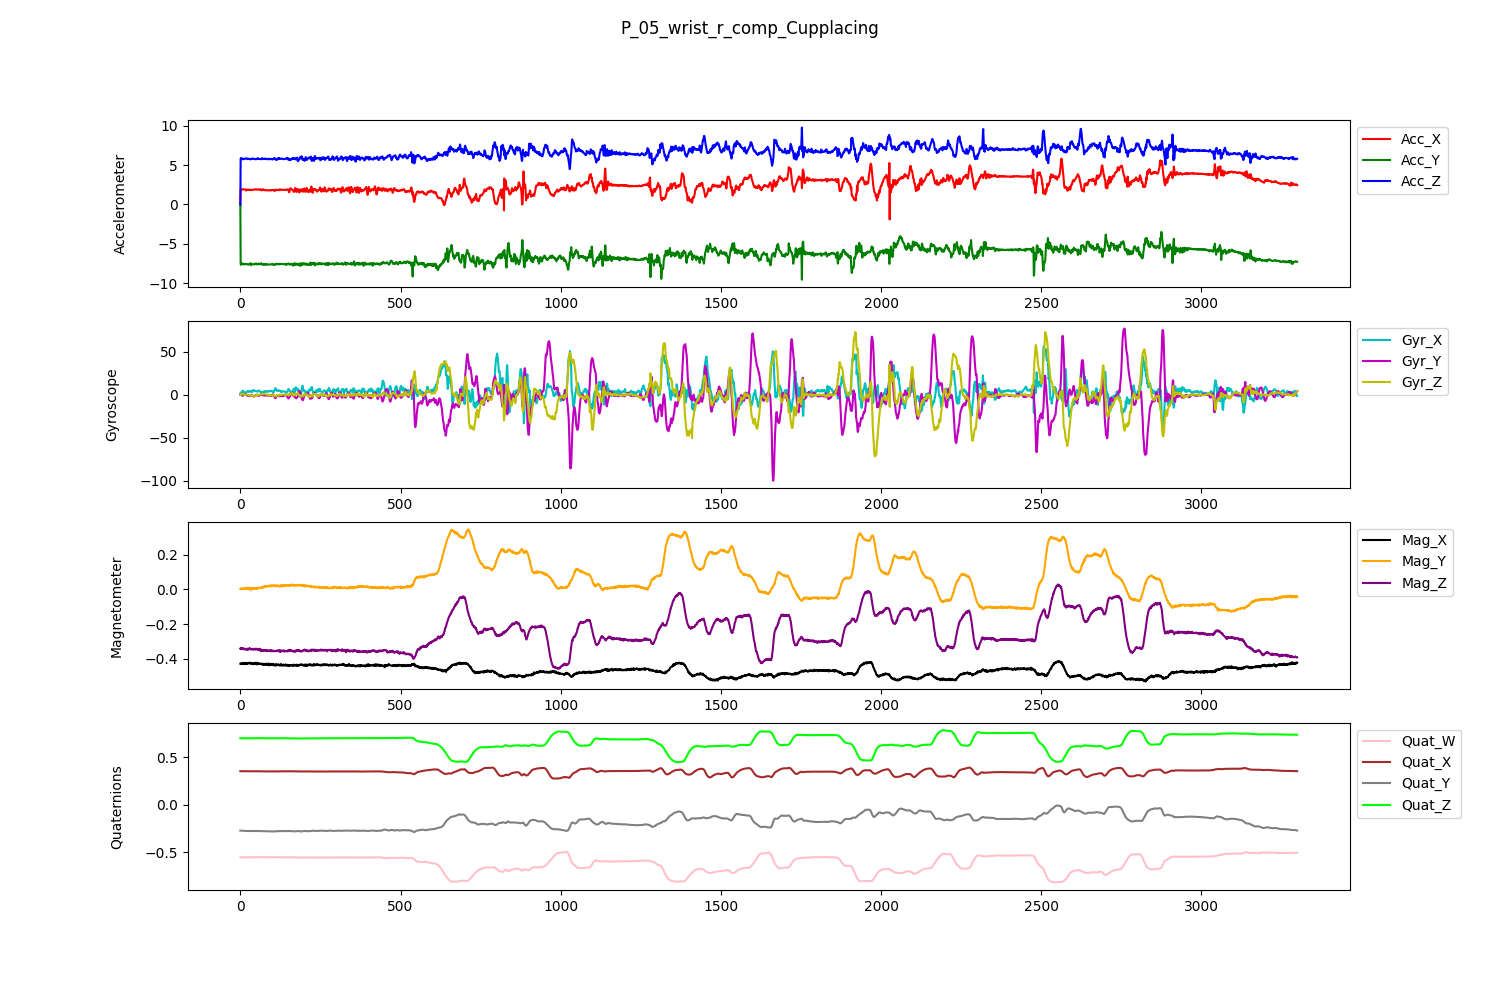 P_05_wrist_r_comp_Cupplacing
Accelerometer
10
5
0
−5
−10
0 500 1000 1500 2000 2500 3000
Acc_X
Acc_Y
Acc_Z
Gyroscope
50
0
−50
−100
0 500 1000 1500 2000 2500 3000
Gyr_X
Gyr_Y
Gyr_Z
Magnetometer
0.2
0.0
−0.2
−0.4
0 500 1000 1500 2000 2500 3000
Mag_X
Mag_Y
Mag_Z
Quaternions
0.5
0.0
−0.5
0 500 1000 1500 2000 2500 3000
Quat_W
Quat_X
Quat_Y
Quat_Z